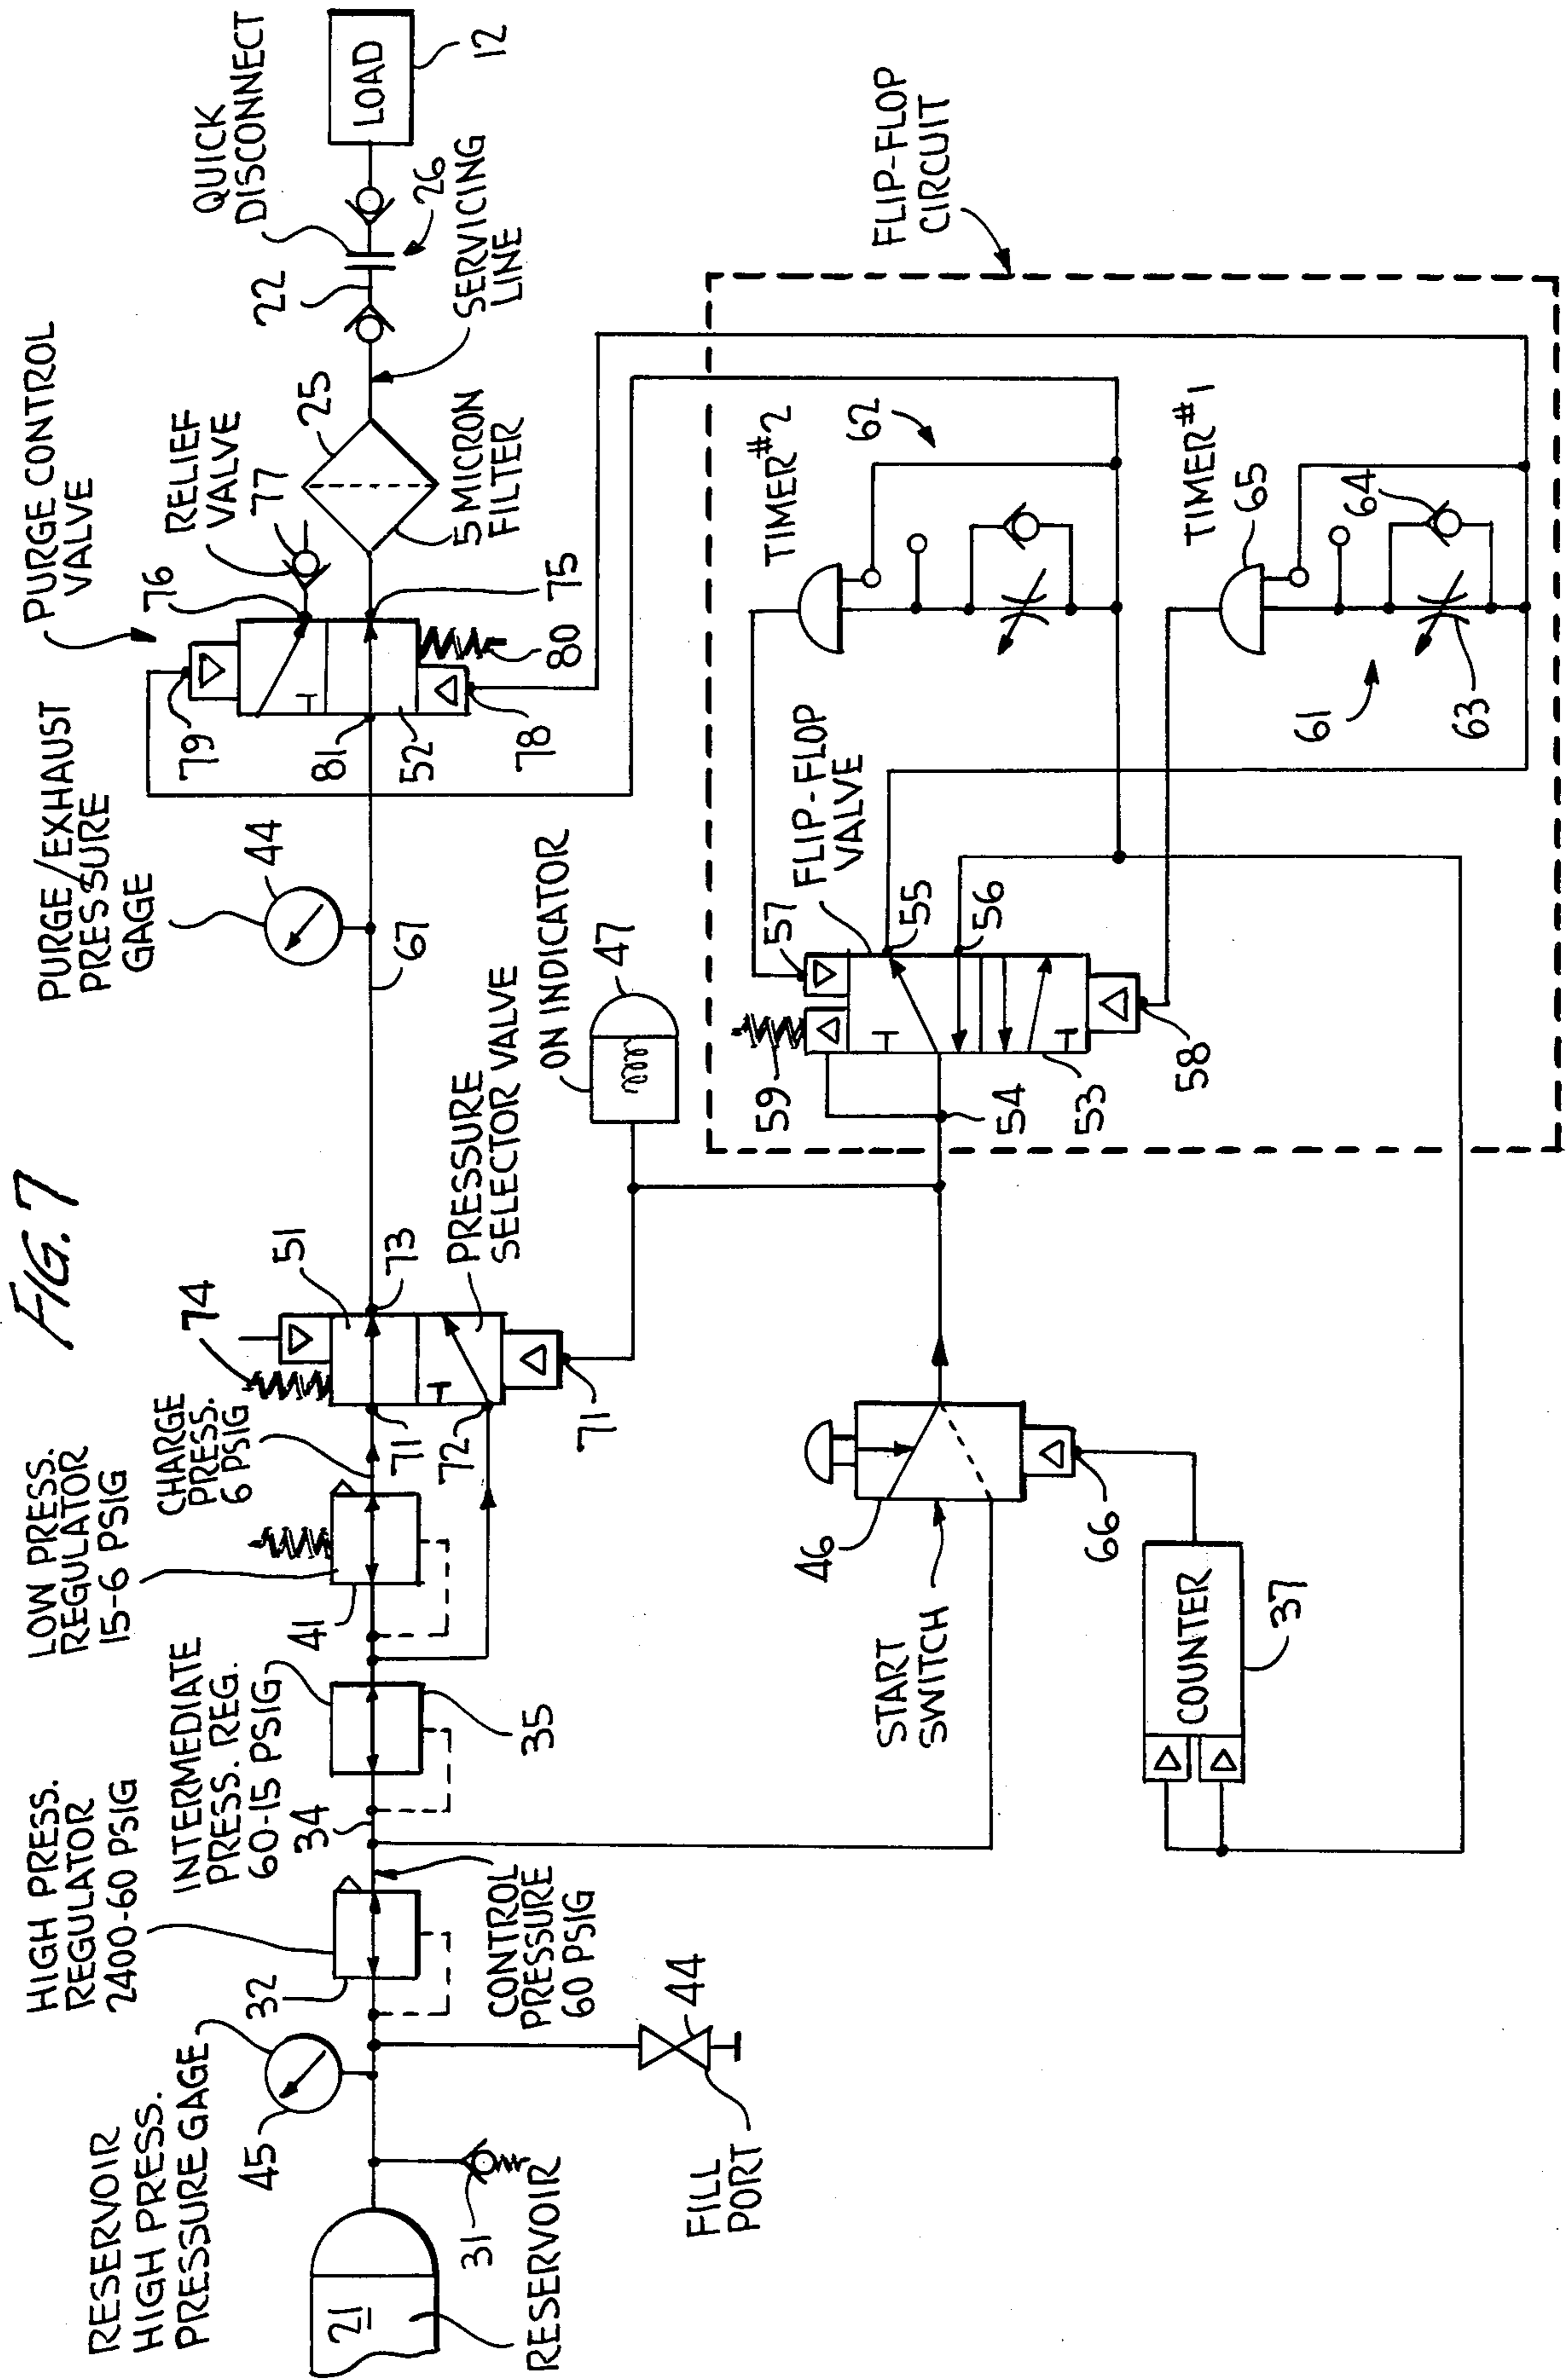 FIG. 7
RESERVOIR
HIGH PRESS.
PRESSURE GAGE
45
21
RESERVOIR
31
FILL
PORT
44
HIGH PRESS.
REGULATOR
2400-60 PSIG
32
CONTROL
PRESSURE
60 PSIG
34
INTERMEDIATE
PRESS. REG.
60-15 PSIG
35
LOW PRESS.
REGULATOR
15-6 PSIG
41
CHARGE
PRESS.
6 PSIG
74
51
71
72
73
71
PRESSURE
SELECTOR VALVE
ON INDICATOR
47
PURGE/EXHAUST
PRESSURE
GAGE
44
67
PURGE CONTROL
VALVE
79
81
52
78
76
75
80
RELIEF
VALVE
77
25
5 MICRON
FILTER
SERVICING
LINE
22
QUICK
DISCONNECT
26
LOAD
12
START
SWITCH
46
66
COUNTER
37
FLIP-FLOP
CIRCUIT
FLIP-FLOP
VALVE
57
59
54
55
56
53
58
TIMER #2
62
TIMER #1
61
63
64
65